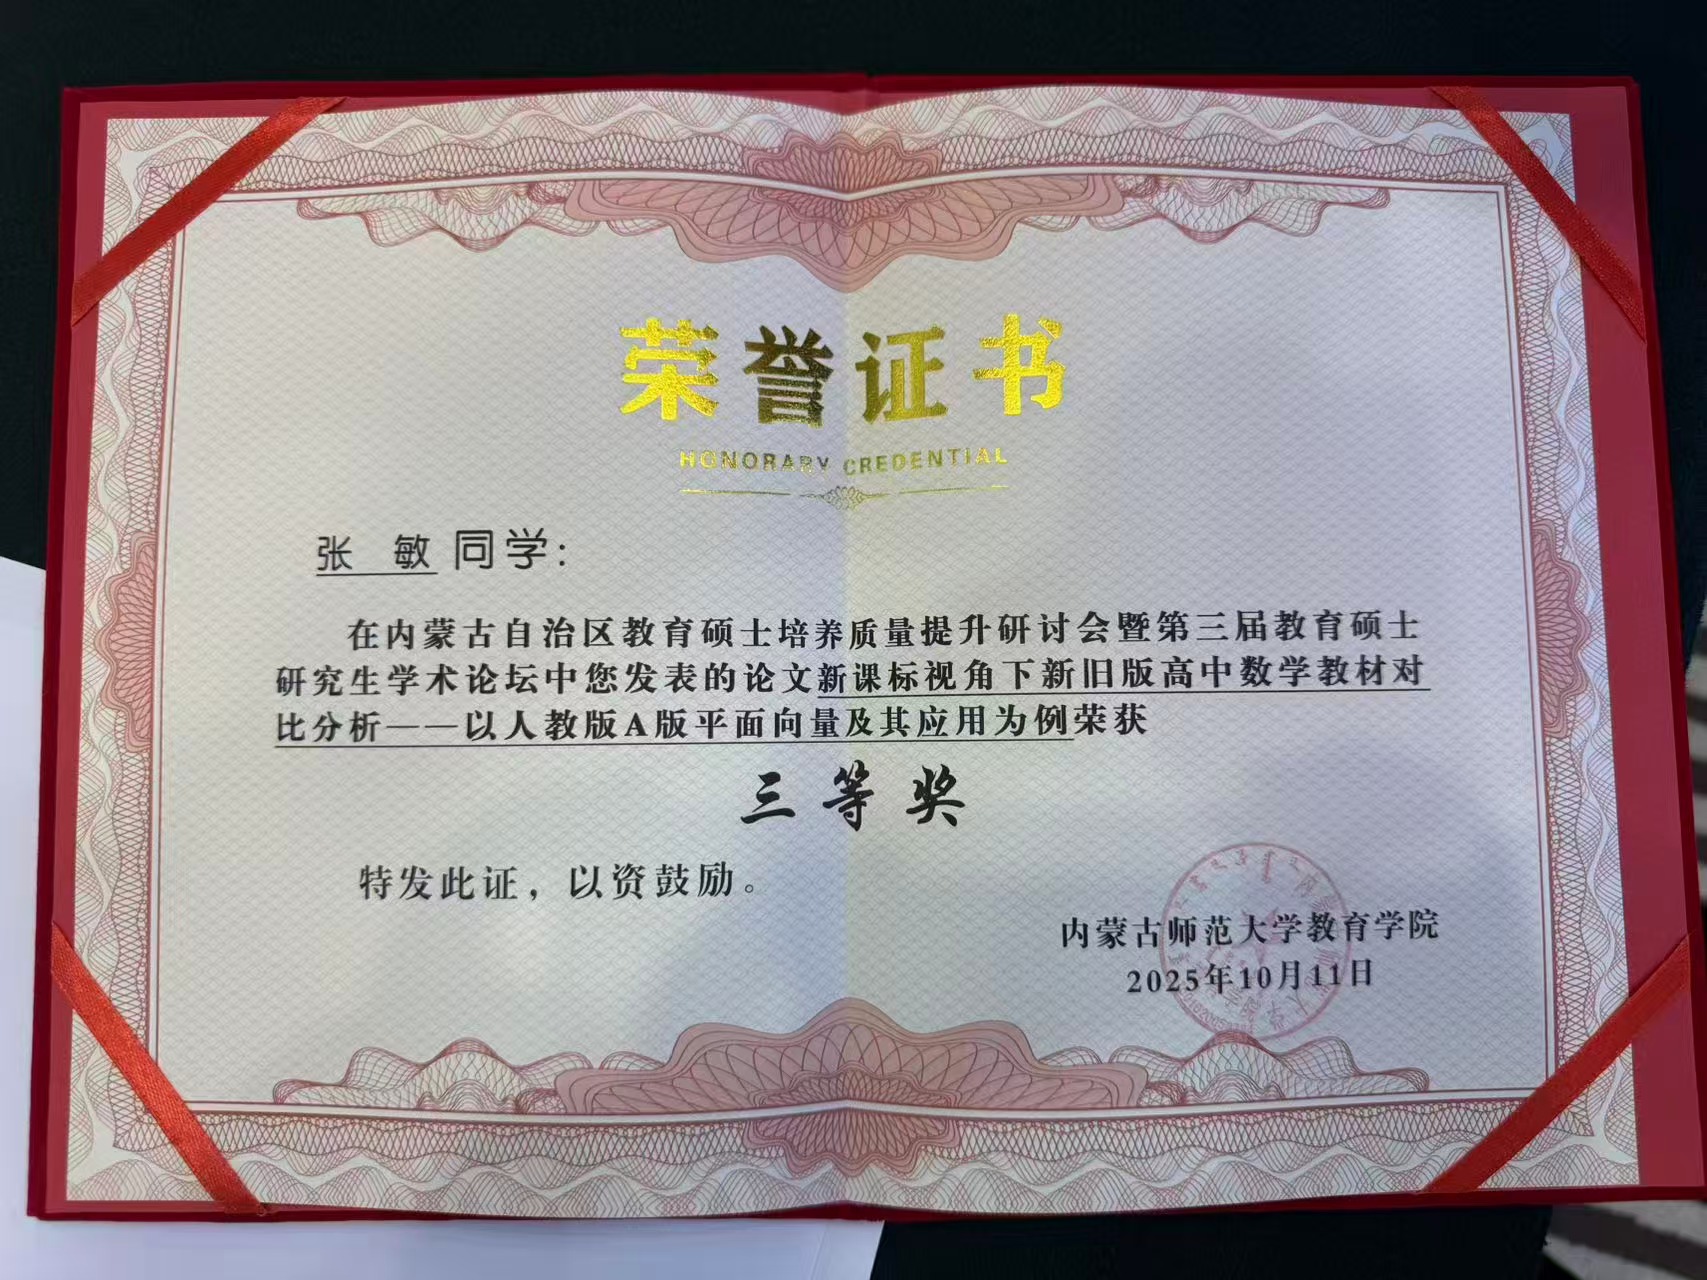 荣誉证书
HONORARY CREDENTIAL
张 敏 同学：
在内蒙古自治区教育硕士培养质量提升研讨会暨第三届教育硕士
研究生学术论坛中您发表的论文新课标视角下新旧版高中数学教材对
比分析——以人教版A版平面向量及其应用为例荣获
三等奖
特发此证，以资鼓励。
内蒙古师范大学教育学院
2025年10月11日